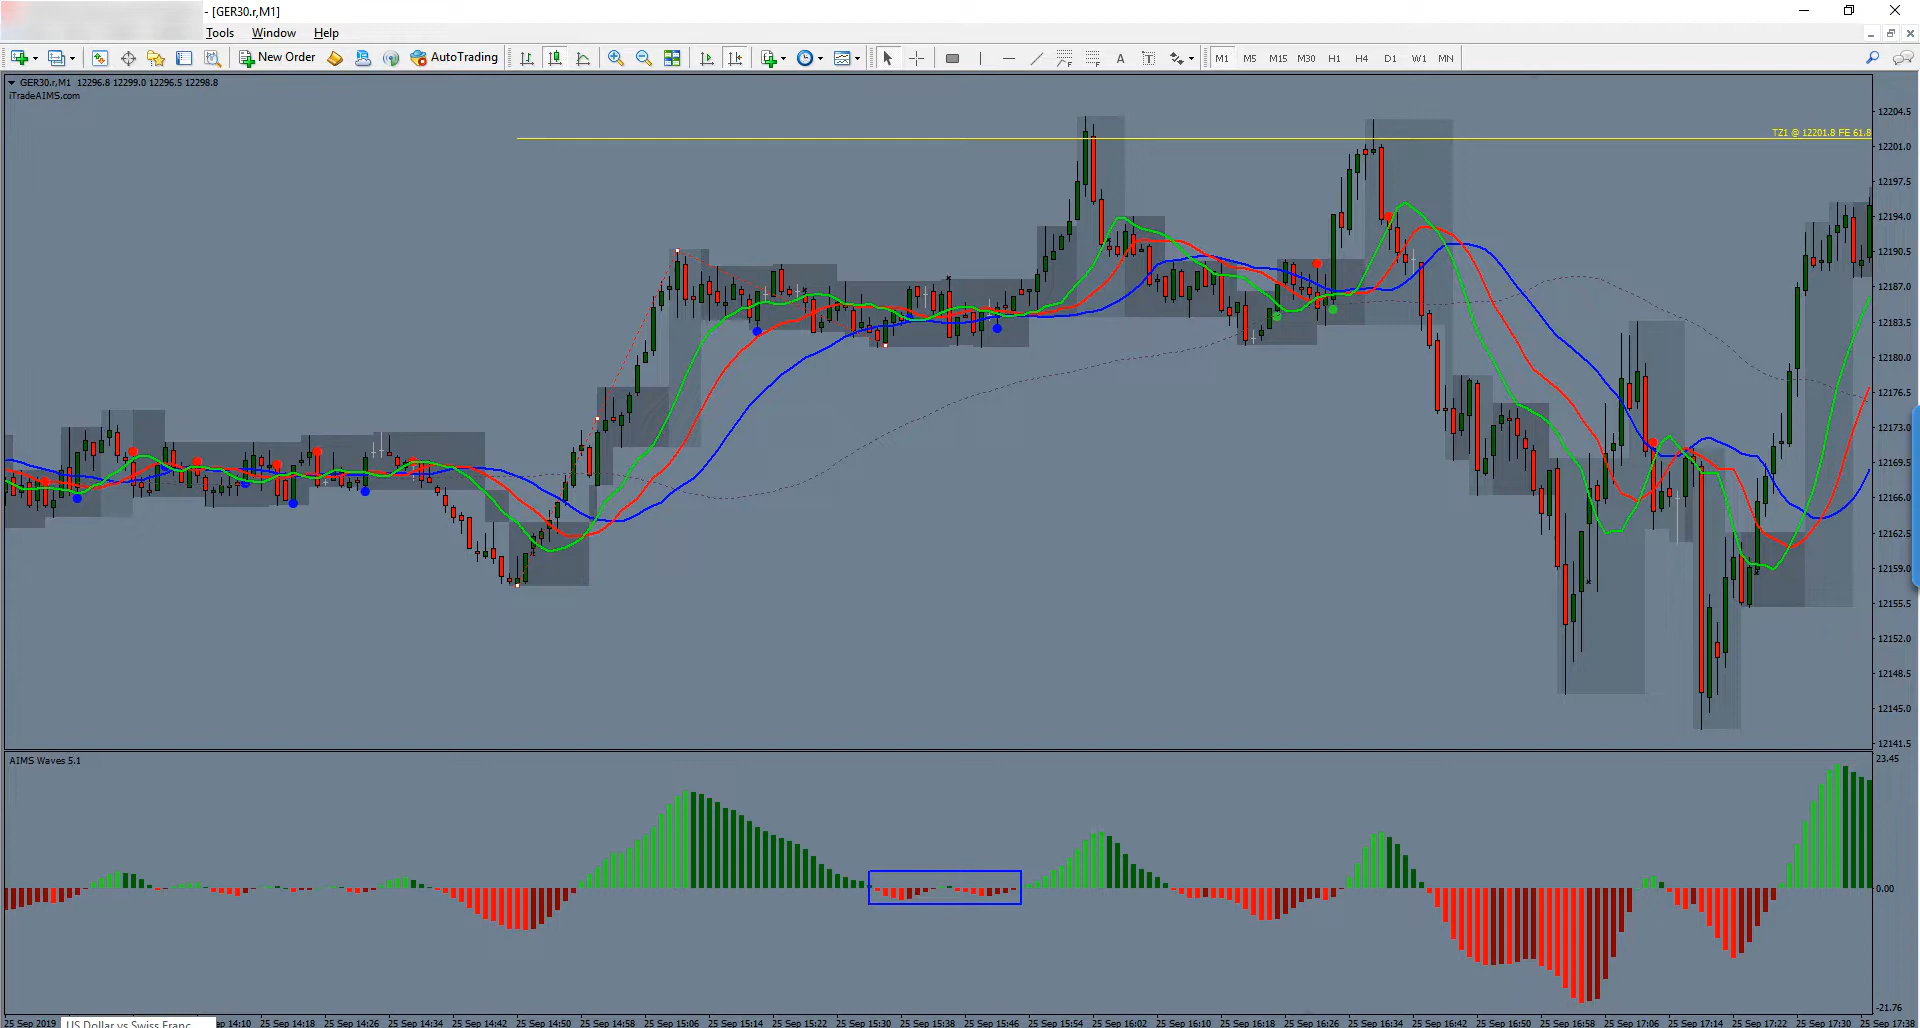 - [GER30.r,M1]
Tools Window Help
New Order AutoTrading A T M1 M5 M15 M30 H1 H4 D1 W1 MN
GER30.r,M1 12296.8 12299.0 12296.5 12298.8
iTradeAIMS.com
TZ1 @ 12201.8 FE 61.8
12204.5
12201.0
12197.5
12194.0
12190.5
12187.0
12183.5
12180.0
12176.5
12173.0
12169.5
12166.0
12162.5
12159.0
12155.5
12152.0
12148.5
12145.0
12141.5
AIMS Waves 5.1
23.45
0.00
-21.76
25 Sep 2019 14:10 25 Sep 14:18 25 Sep 14:26 25 Sep 14:34 25 Sep 14:42 25 Sep 14:50 25 Sep 14:58 25 Sep 15:06 25 Sep 15:14 25 Sep 15:22 25 Sep 15:30 25 Sep 15:38 25 Sep 15:46 25 Sep 15:54 25 Sep 16:02 25 Sep 16:10 25 Sep 16:18 25 Sep 16:26 25 Sep 16:34 25 Sep 16:42 25 Sep 16:50 25 Sep 16:58 25 Sep 17:06 25 Sep 17:14 25 Sep 17:22 25 Sep 17:30 25 Sep 17:38
US Dollar vs Swiss Franc